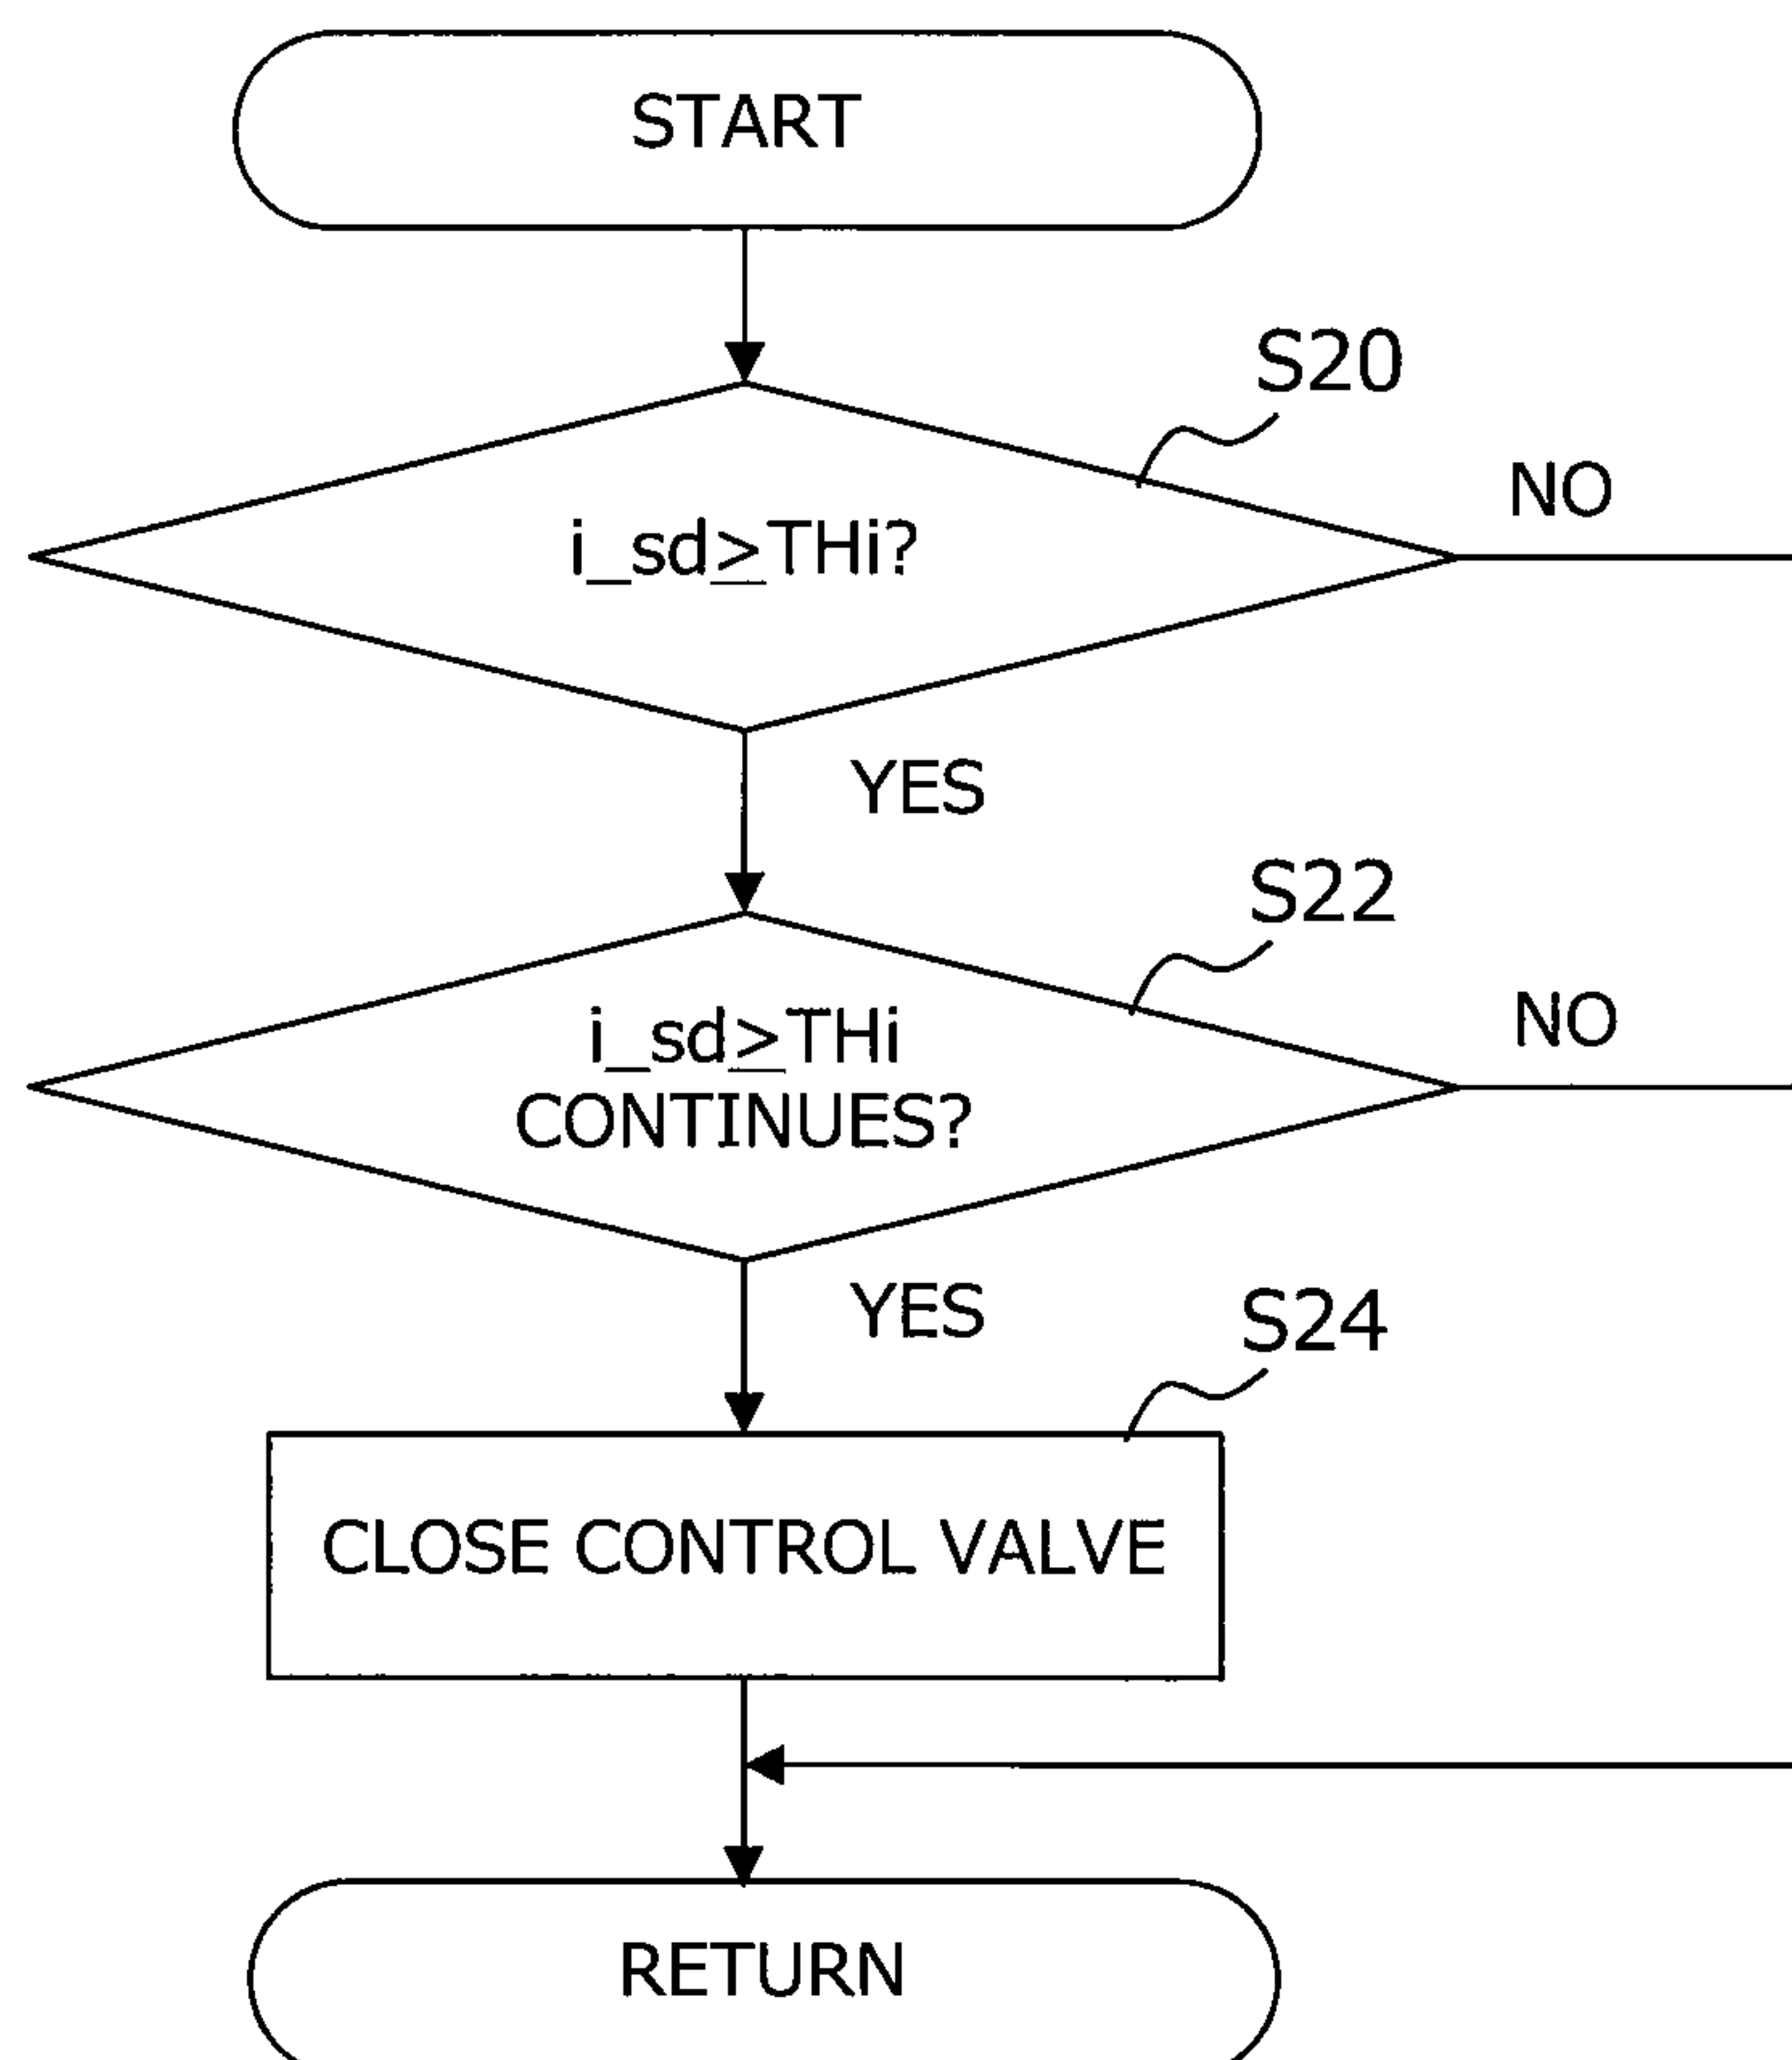 START
S20
i_sd≥THi?
NO
YES
S22
i_sd≥THi
CONTINUES?
NO
YES
S24
CLOSE CONTROL VALVE
RETURN